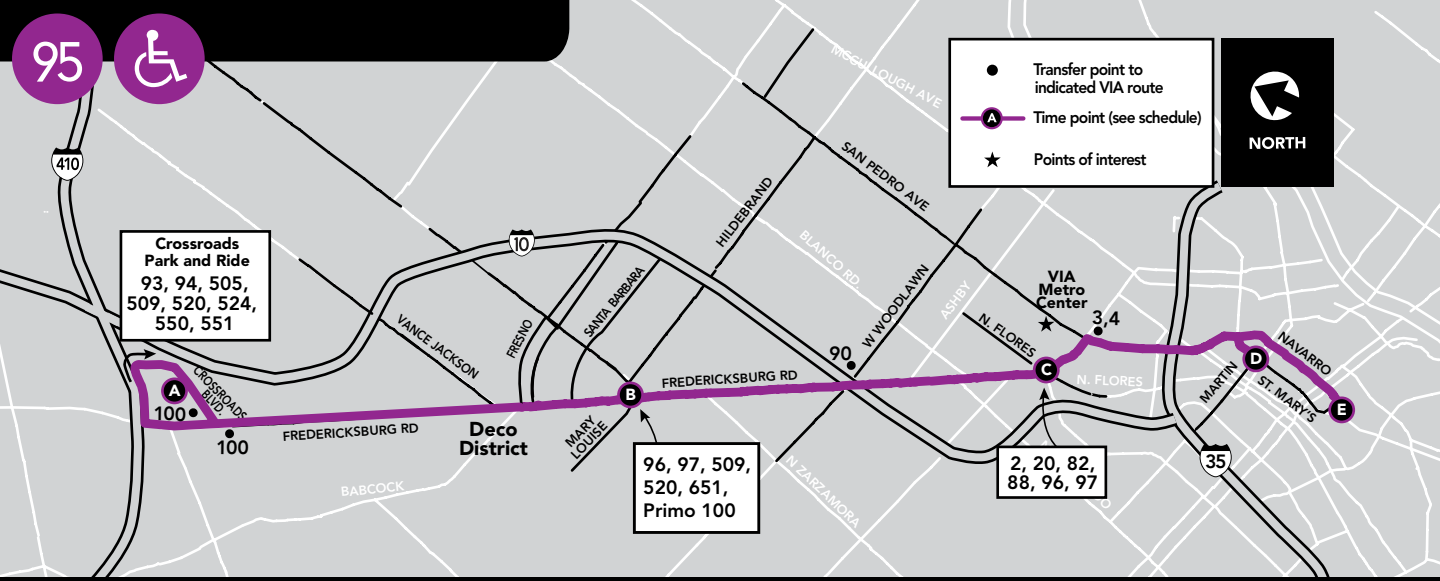 95
410
10
35
Transfer point to
indicated VIA route
A
Time point (see schedule)
Points of interest
NORTH
MCCULLOUGH AVE
SAN PEDRO AVE
HILDEBRAND
BLANCO RD.
W WOODLAWN
ASHBY
VIA
Metro
Center
3,4
N. FLORES
Crossroads
Park and Ride
93, 94, 505,
509, 520, 524,
550, 551
VANCE JACKSON
FRESNO
SANTA BARBARA
90
C
N. FLORES
NAVARRO
D
MARTIN
ST. MARY'S
E
A
100
CROSSROADS
BLVD.
100
FREDERICKSBURG RD
Deco
District
B
FREDERICKSBURG RD
MARY
LOUISE
96, 97, 509,
520, 651,
Primo 100
2, 20, 82,
88, 96, 97
BABCOCK
N ZARZAMORA